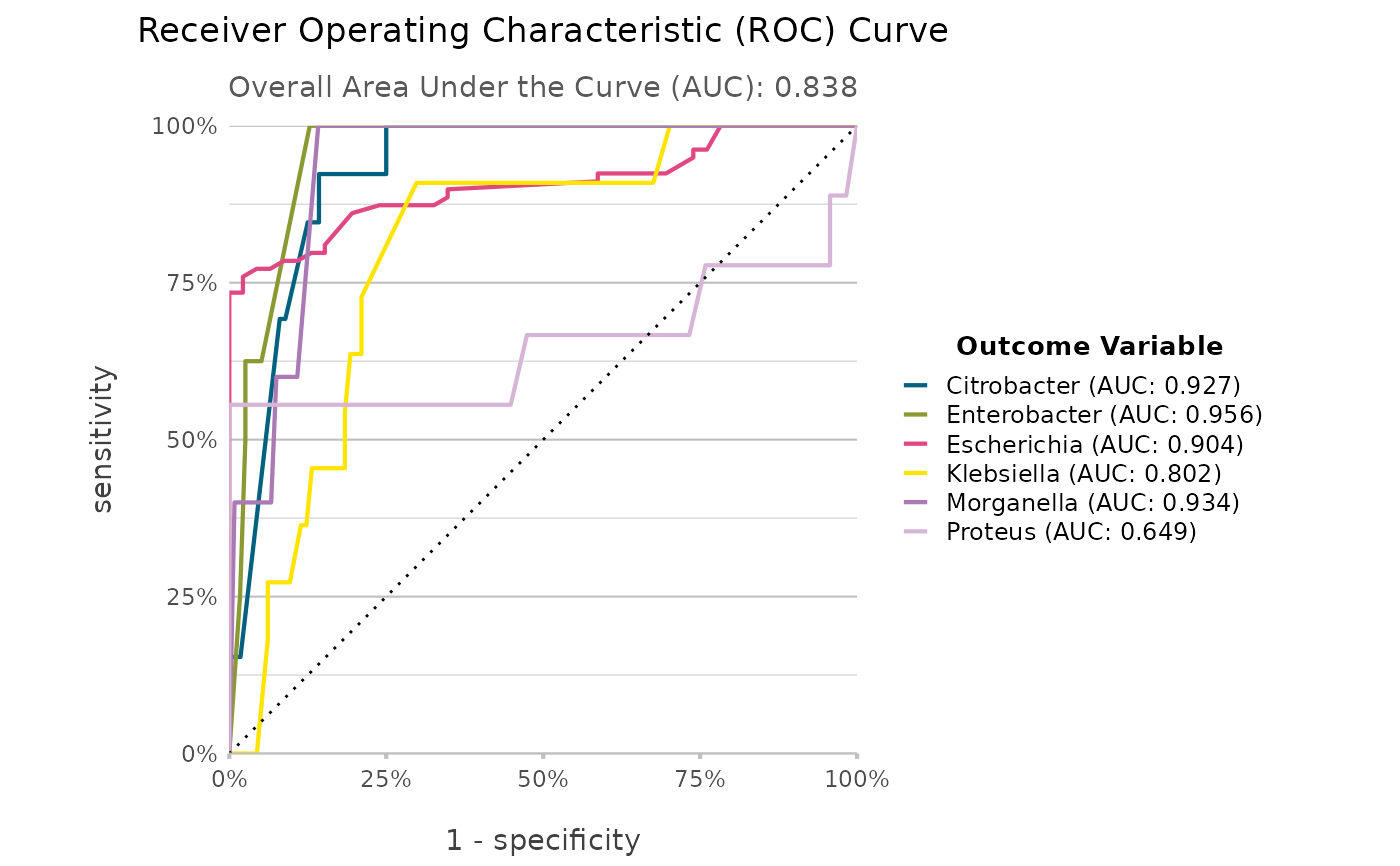 Receiver Operating Characteristic (ROC) Curve
Overall Area Under the Curve (AUC): 0.838
100%
75%
50%
25%
0%
sensitivity
0%
25%
50%
75%
100%
1 - specificity
Outcome Variable
Citrobacter (AUC: 0.927)
Enterobacter (AUC: 0.956)
Escherichia (AUC: 0.904)
Klebsiella (AUC: 0.802)
Morganella (AUC: 0.934)
Proteus (AUC: 0.649)